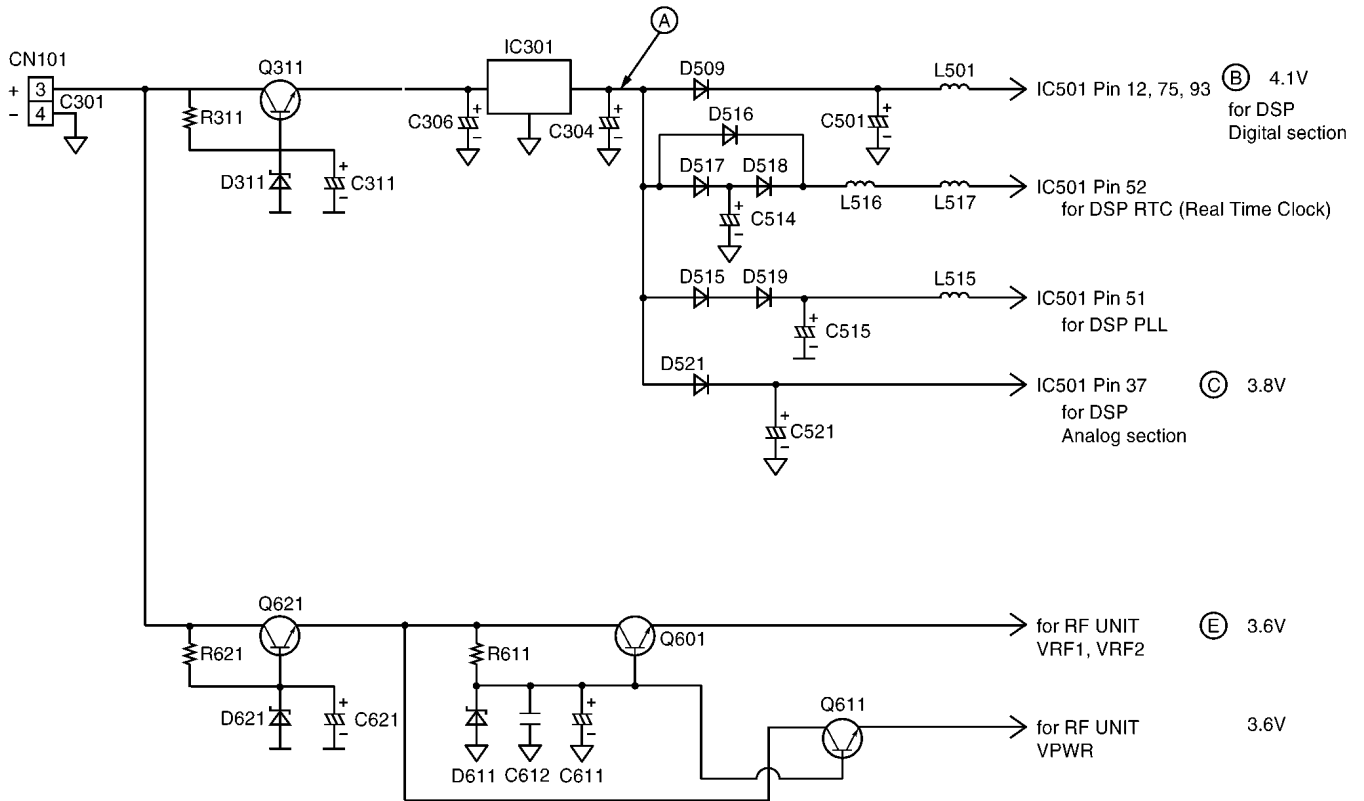 A
CN101
IC301
Q311
D509
L501
+ 3
C301
- 4
IC501 Pin 12, 75, 93
B 4.1V
for DSP
Digital section
R311
C306
+
-
C304
+
-
D516
C501
+
-
D311
+
-
C311
D517
D518
L516
L517
IC501 Pin 52
for DSP RTC (Real Time Clock)
+
-
C514
D515
D519
L515
IC501 Pin 51
for DSP PLL
+
-
C515
D521
IC501 Pin 37
C 3.8V
for DSP
Analog section
+
-
C521
Q621
Q601
for RF UNIT
VRF1, VRF2
E 3.6V
R621
R611
D621
+
-
C621
+
-
D611
C612
C611
Q611
for RF UNIT
VPWR
3.6V